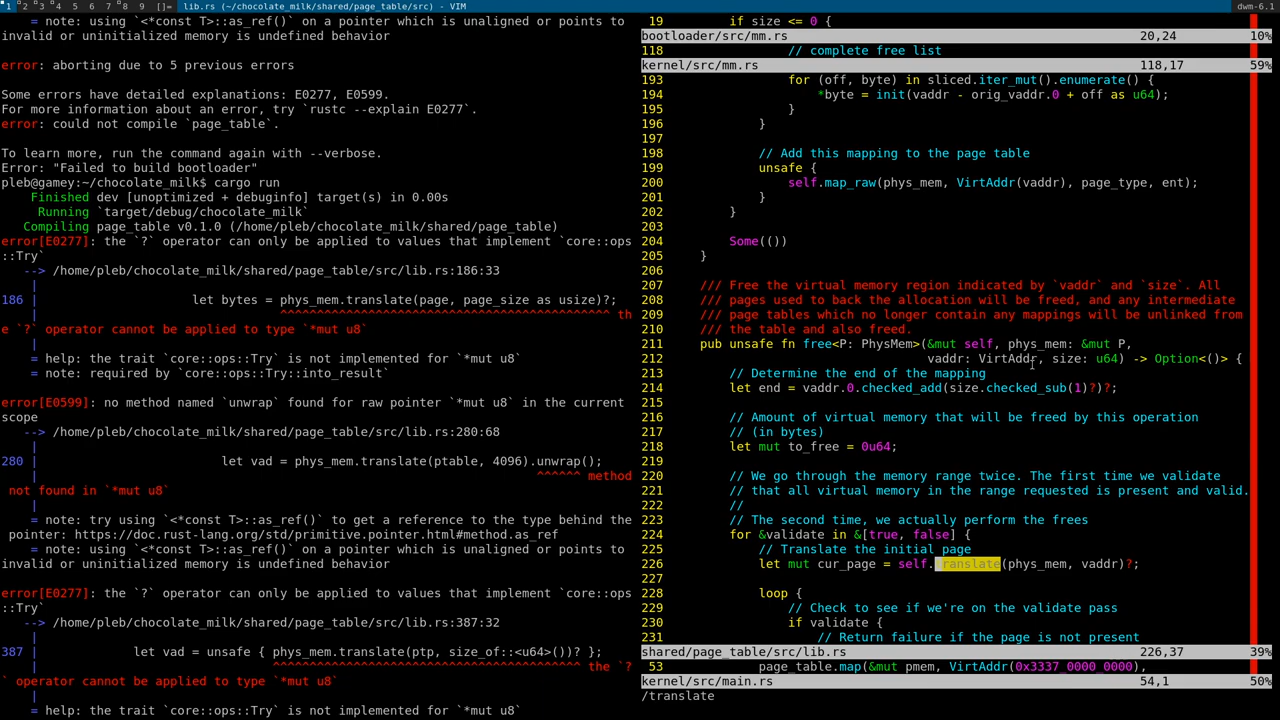 1 2 3 4 5 6 7 8 9 []= lib.rs (~/chocolate_milk/shared/page_table/src) - VIM dwm-6.1
= note: using `<*const T>::as_ref()` on a pointer which is unaligned or points to
invalid or uninitialized memory is undefined behavior
error: aborting due to 5 previous errors
Some errors have detailed explanations: E0277, E0599.
For more information about an error, try `rustc --explain E0277`.
error: could not compile `page_table`.
To learn more, run the command again with --verbose.
Error: "Failed to build bootloader"
pleb@gamey:~/chocolate_milk$ cargo run
Finished dev [unoptimized + debuginfo] target(s) in 0.00s
Running `target/debug/chocolate_milk`
Compiling page_table v0.1.0 (/home/pleb/chocolate_milk/shared/page_table)
error[E0277]: the `?` operator can only be applied to values that implement `core::ops
::Try`
--> /home/pleb/chocolate_milk/shared/page_table/src/lib.rs:186:33
|
186 | let bytes = phys_mem.translate(page, page_size as usize)?;
| ^^^^^^^^^^^^^^^^^^^^^^^^^^^^^^^^^^^^^^^^^^^^^ th
e `?` operator cannot be applied to type `*mut u8`
|
= help: the trait `core::ops::Try` is not implemented for `*mut u8`
= note: required by `core::ops::Try::into_result`
error[E0599]: no method named `unwrap` found for raw pointer `*mut u8` in the current
scope
--> /home/pleb/chocolate_milk/shared/page_table/src/lib.rs:280:68
|
280 | let vad = phys_mem.translate(ptable, 4096).unwrap();
| ^^^^^^ method
not found in `*mut u8`
|
= note: try using `<*const T>::as_ref()` to get a reference to the type behind the
pointer: https://doc.rust-lang.org/std/primitive.pointer.html#method.as_ref
= note: using `<*const T>::as_ref()` on a pointer which is unaligned or points to
invalid or uninitialized memory is undefined behavior
error[E0277]: the `?` operator can only be applied to values that implement `core::ops
::Try`
--> /home/pleb/chocolate_milk/shared/page_table/src/lib.rs:387:32
|
387 | let vad = unsafe { phys_mem.translate(ptp, size_of::<u64>())? };
| ^^^^^^^^^^^^^^^^^^^^^^^^^^^^^^^^^^^^^^^^^^ the `?
` operator cannot be applied to type `*mut u8`
|
= help: the trait `core::ops::Try` is not implemented for `*mut u8`
19 if size <= 0 {
bootloader/src/mm.rs 20,24 10%
118 // complete free list
kernel/src/mm.rs 118,17 59%
193 for (off, byte) in sliced.iter_mut().enumerate() {
194 *byte = init(vaddr - orig_vaddr.0 + off as u64);
195 }
196 }
197
198 // Add this mapping to the page table
199 unsafe {
200 self.map_raw(phys_mem, VirtAddr(vaddr), page_type, ent);
201 }
202 }
203
204 Some(())
205 }
206
207 /// Free the virtual memory region indicated by `vaddr` and `size`. All
208 /// pages used to back the allocation will be freed, and any intermediate
209 /// page tables which no longer contain any mappings will be unlinked from
210 /// the table and also freed.
211 pub unsafe fn free<P: PhysMem>(&mut self, phys_mem: &mut P,
212 vaddr: VirtAddr, size: u64) -> Option<()> {
213 // Determine the end of the mapping
214 let end = vaddr.0.checked_add(size.checked_sub(1)?)?;
215
216 // Amount of virtual memory that will be freed by this operation
217 // (in bytes)
218 let mut to_free = 0u64;
219
220 // We go through the memory range twice. The first time we validate
221 // that all virtual memory in the range requested is present and valid.
222 //
223 // The second time, we actually perform the frees
224 for &validate in &[true, false] {
225 // Translate the initial page
226 let mut cur_page = self.translate(phys_mem, vaddr)?;
227
228 loop {
229 // Check to see if we're on the validate pass
230 if validate {
231 // Return failure if the page is not present
shared/page_table/src/lib.rs 226,37 39%
53 page_table.map(&mut pmem, VirtAddr(0x3337_0000_0000),
kernel/src/main.rs 54,1 50%
/translate